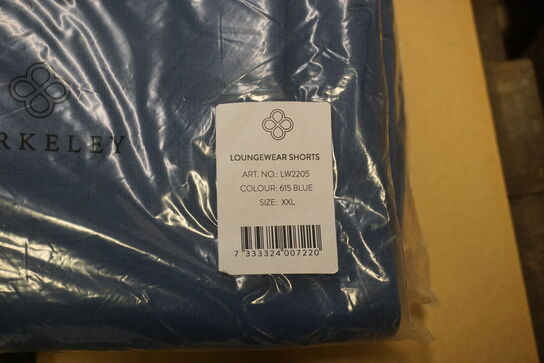 RKELEY
LOUNGEWEAR SHORTS
ART. NO.: LW2205
COLOUR: 615 BLUE
SIZE: XXL
7 333324 007220